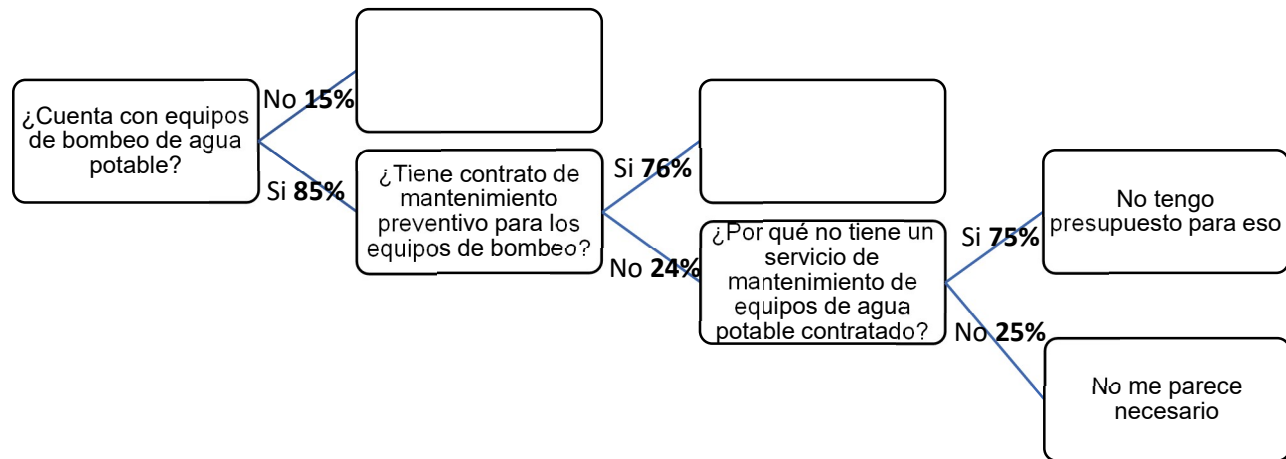 ¿Cuenta con equipos
de bombeo de agua
potable?
No 15%
Si 85%
¿Tiene contrato de
mantenimiento
preventivo para los
equipos de bombeo?
Si 76%
No 24%
¿Por qué no tiene un
servicio de
mantenimiento de
equipos de agua
potable contratado?
Si 75%
No 25%
No tengo
presupuesto para eso
No me parece
necesario